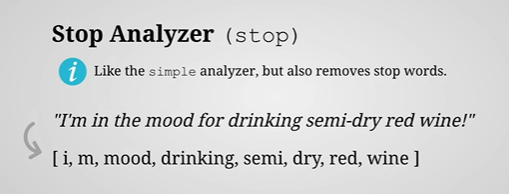 Stop Analyzer (stop)
i Like the simple analyzer, but also removes stop words.
"I'm in the mood for drinking semi-dry red wine!"
[ i, m, mood, drinking, semi, dry, red, wine ]